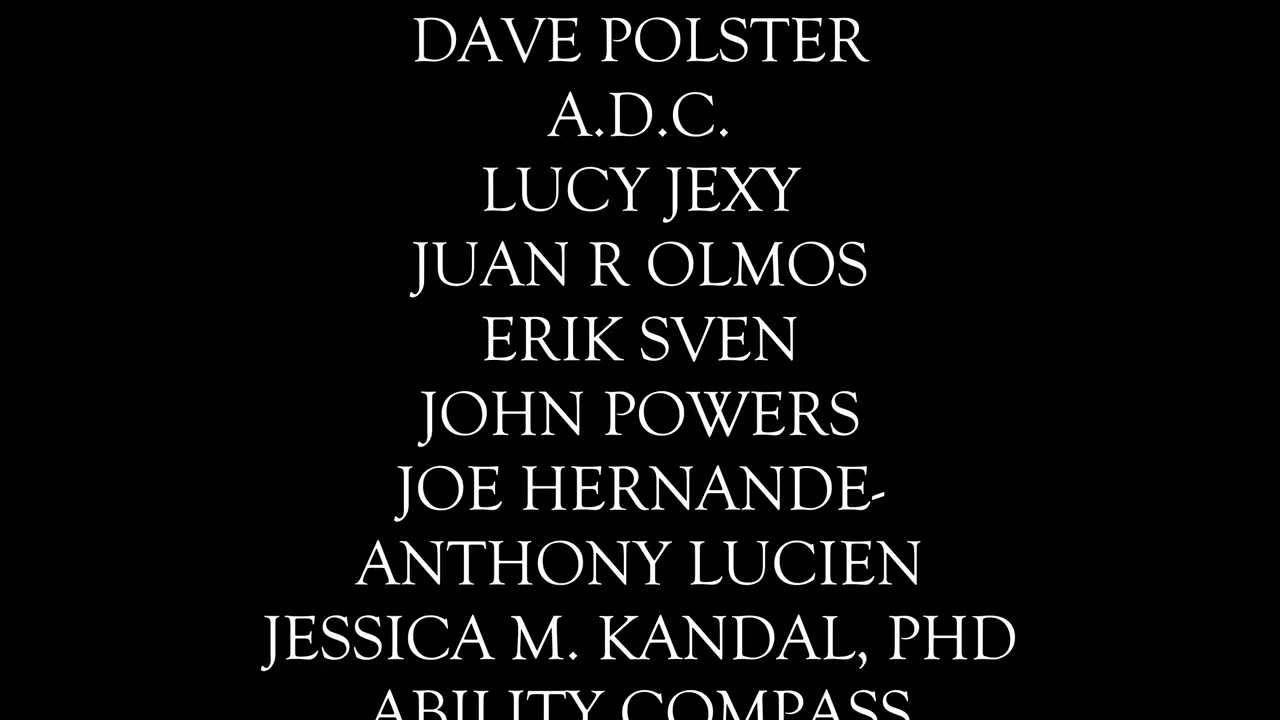 DAVE POLSTER
A.D.C.
LUCY JEXY
JUAN R OLMOS
ERIK SVEN
JOHN POWERS
JOE HERNANDE-
ANTHONY LUCIEN
JESSICA M. KANDAL, PHD
ABILITY COMPASS